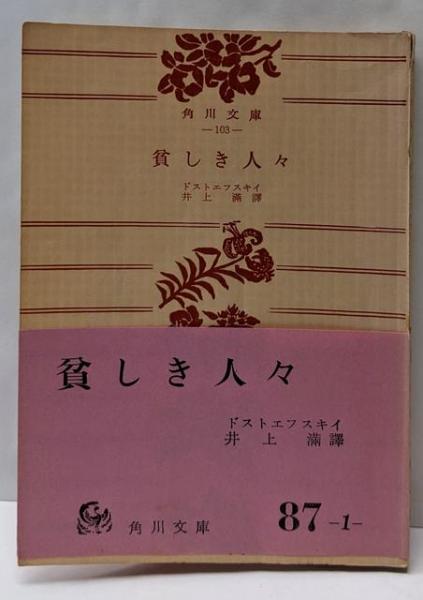 角川文庫
—103—
貧しき人々
ドストエフスキイ
井上滿譯
貧しき人々
ドストエフスキイ
井上滿譯
角川文庫
87-1-